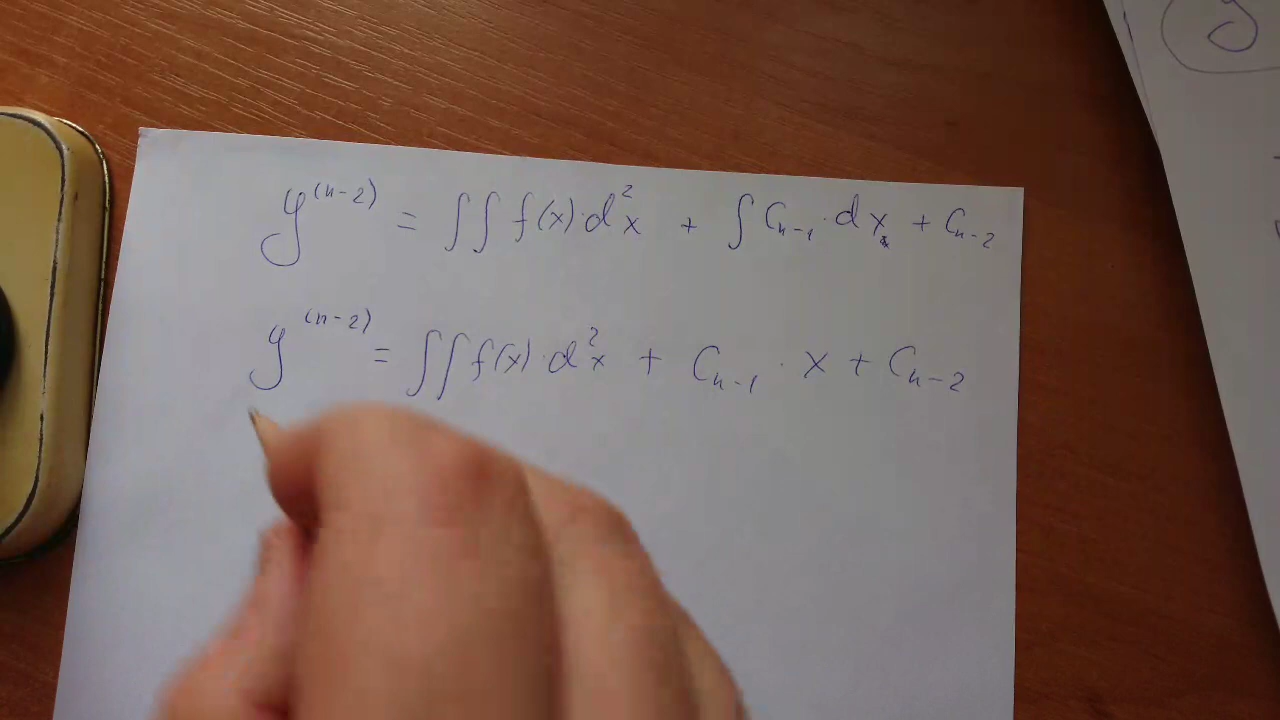 y^(n-2) = ∫∫ f(x)·d²x + ∫ C_{n-1}·dx + C_{n-2}
y^(n-2) = ∫∫ f(x)·d²x + C_{n-1}·x + C_{n-2}